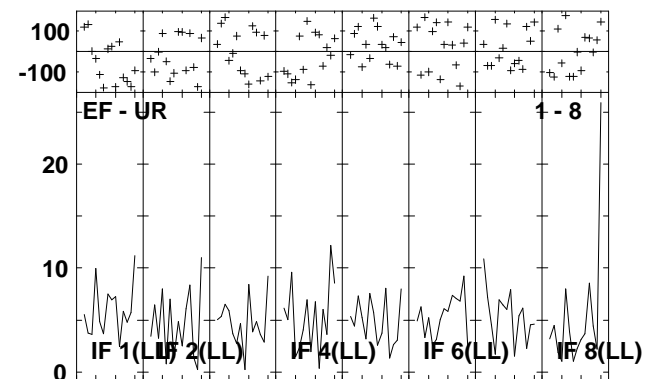 100
-100
EF - UR 1 - 8
20
10
IF 1(LL) IF 2(LL) IF 4(LL) IF 6(LL) IF 8(LL)
0